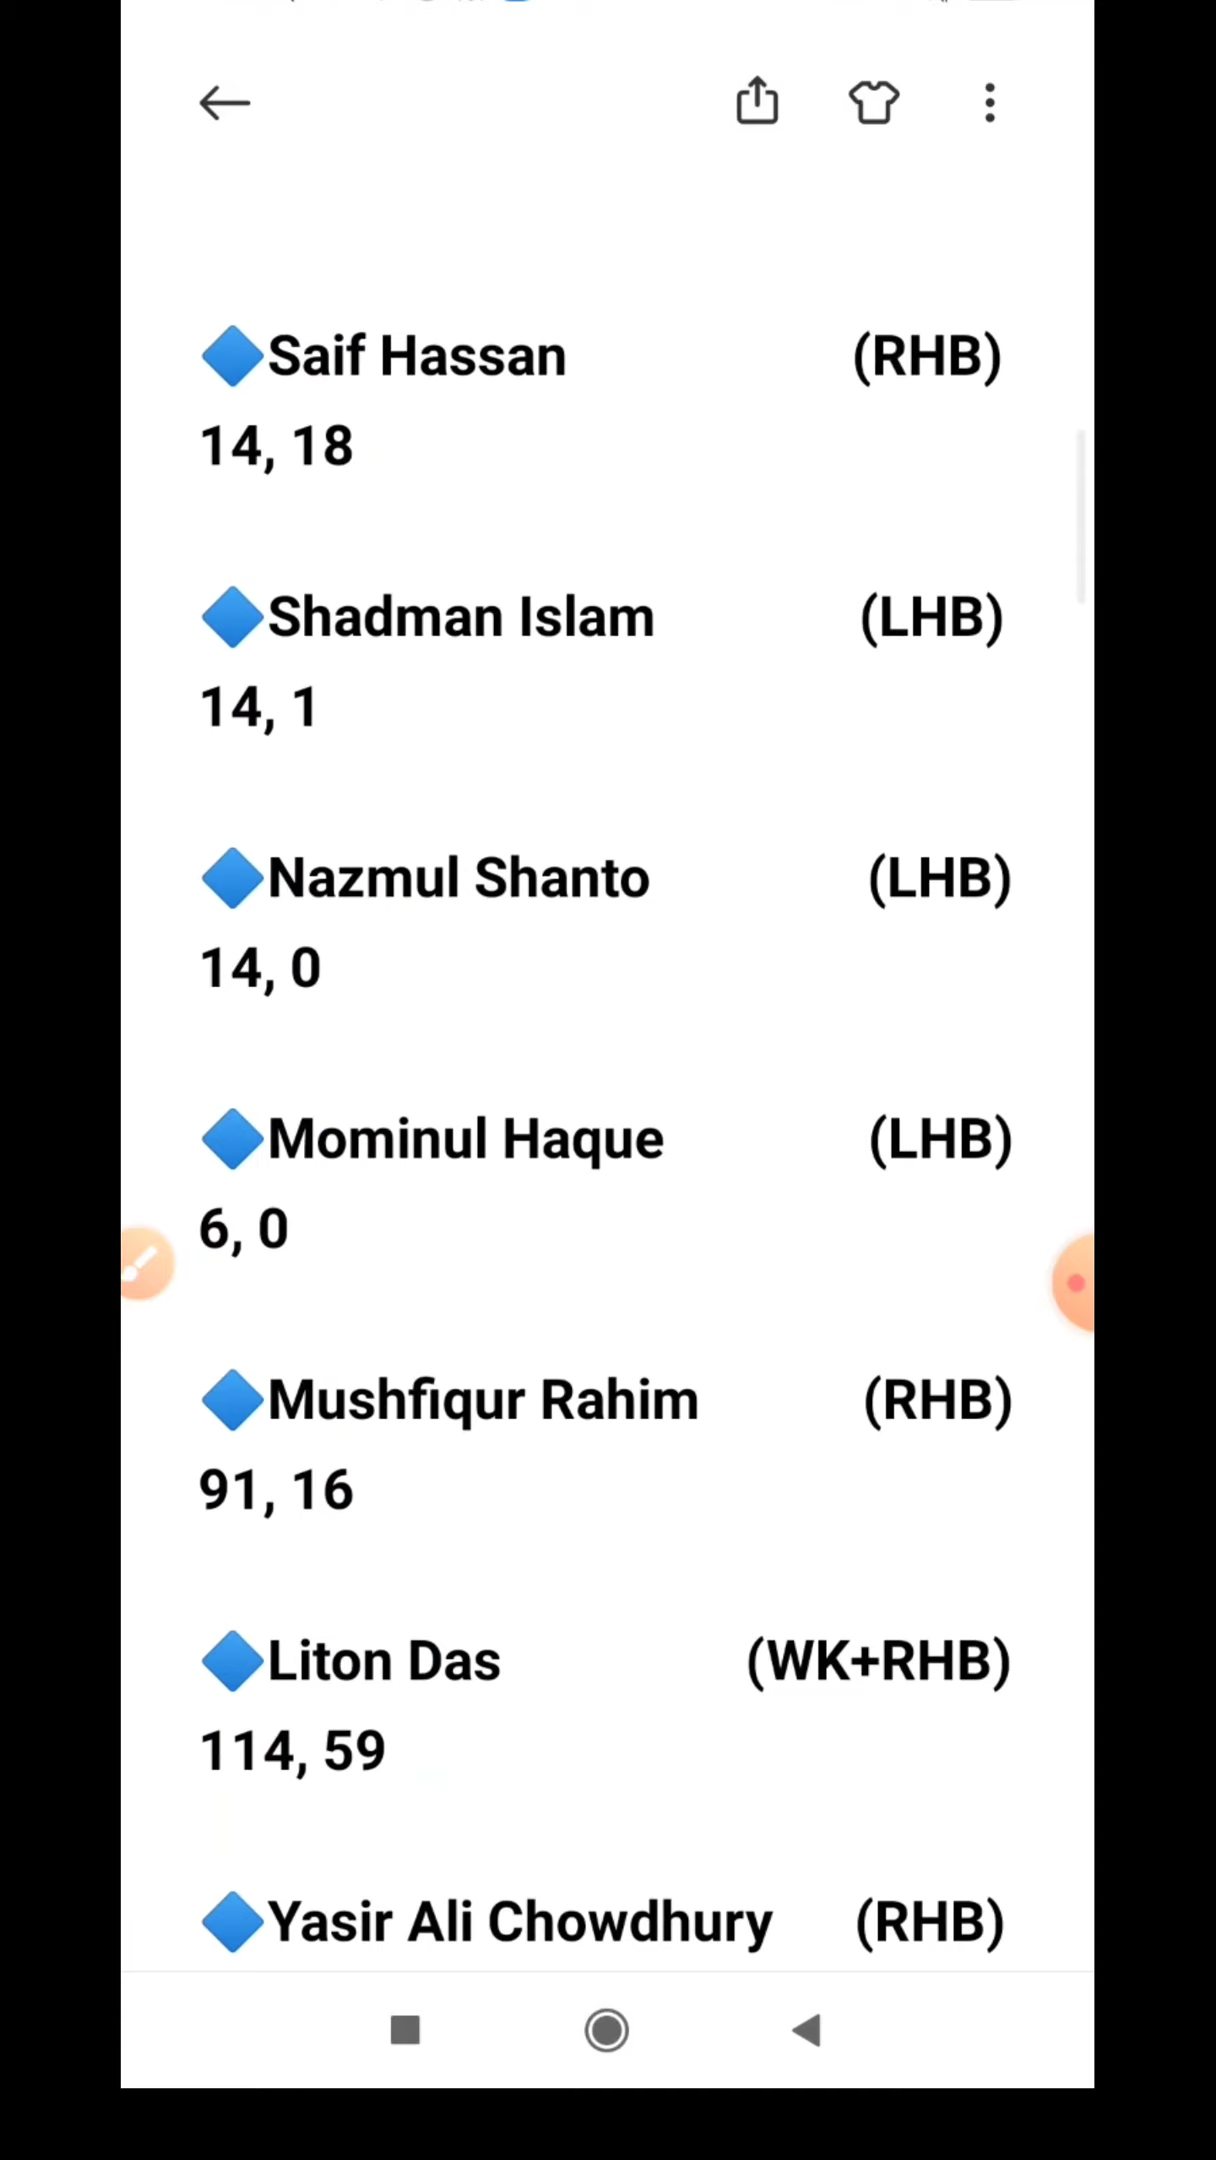 🔷Saif Hassan (RHB)
14, 18
🔷Shadman Islam (LHB)
14, 1
🔷Nazmul Shanto (LHB)
14, 0
🔷Mominul Haque (LHB)
6, 0
🔷Mushfiqur Rahim (RHB)
91, 16
🔷Liton Das (WK+RHB)
114, 59
🔷Yasir Ali Chowdhury (RHB)